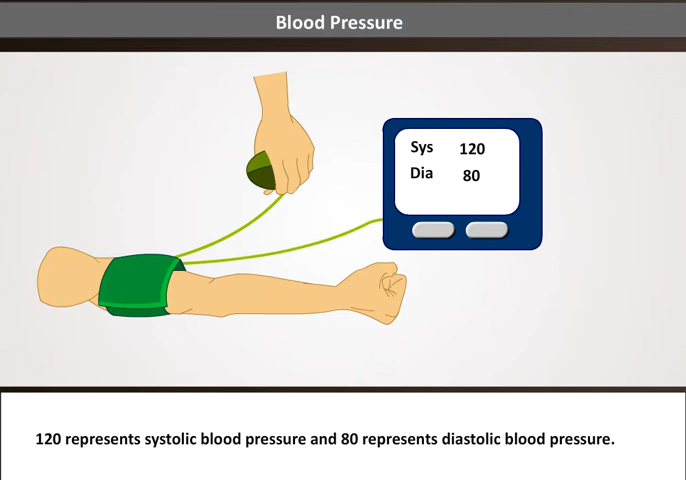 Blood Pressure
Sys 120
Dia 80
120 represents systolic blood pressure and 80 represents diastolic blood pressure.